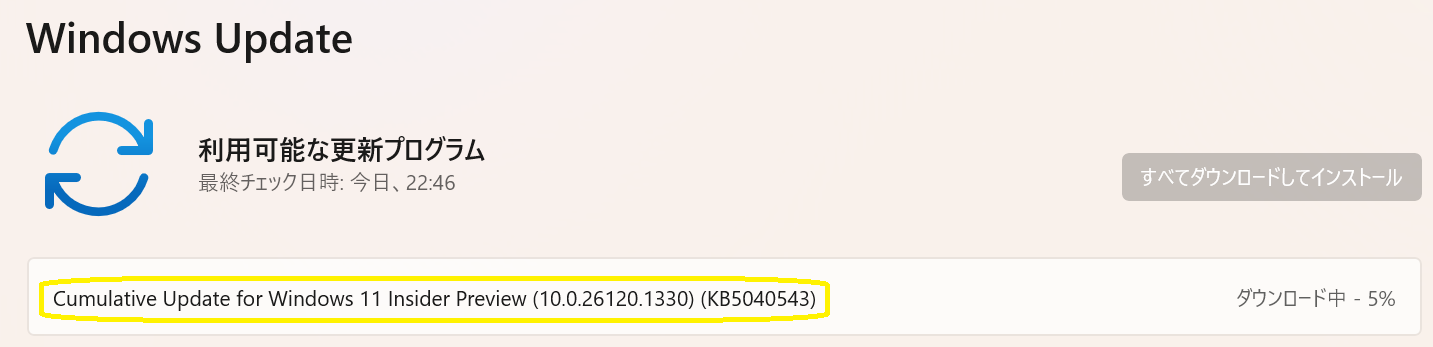 Windows Update
利用可能な更新プログラム
最終チェック日時: 今日、22:46
すべてダウンロードしてインストール
Cumulative Update for Windows 11 Insider Preview (10.0.26120.1330) (KB5040543)
ダウンロード中 - 5%